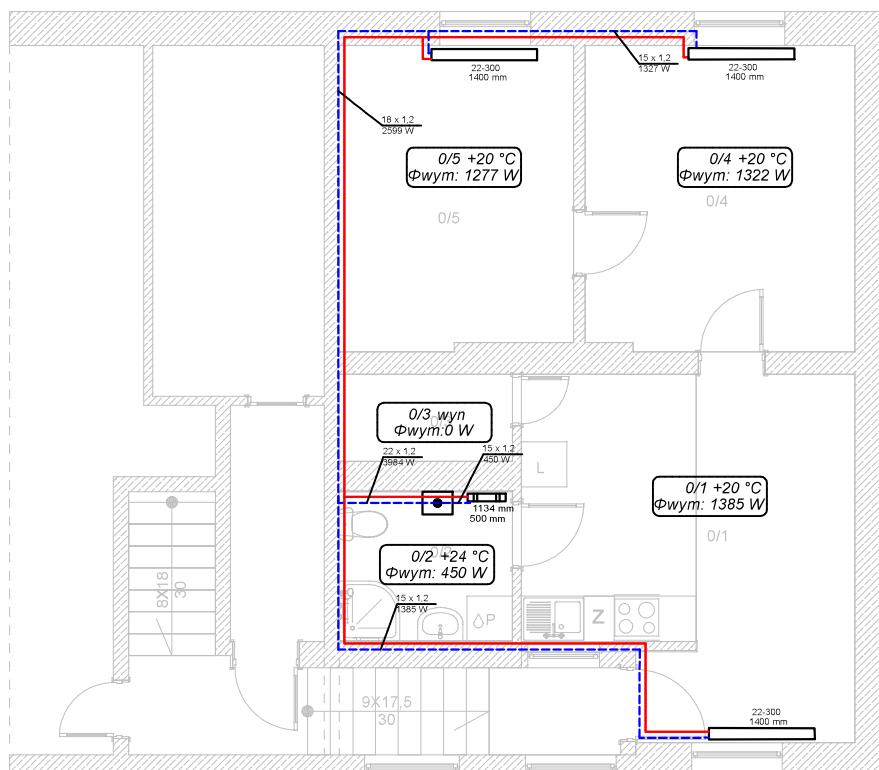 22-300
1400 mm
15 x 1,2
1327 W
22-300
1400 mm
18 x 1,2
2599 W
0/5 +20 °C
Φwym: 1277 W
0/5
0/4 +20 °C
Φwym: 1322 W
0/4
0/3 wyn
Φwym:0 W
22 x 1,2
3984 W
15 x 1,2
450 W
L
1134 mm
500 mm
0/1 +20 °C
Φwym: 1385 W
0/1
0/2 +24 °C
Φwym: 450 W
15 x 1,2
1385 W
P
Z
8X18
30
9X17,5
30
22-300
1400 mm